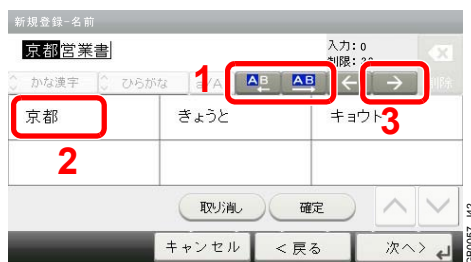 新規登録-名前
京都営業書
入力: 0
制限:
かな漢字 ひらがな
1 AB AB ← →
京都 きょうと キョウト
2 3
取り消し 確定
キャンセル <戻る 次へ>